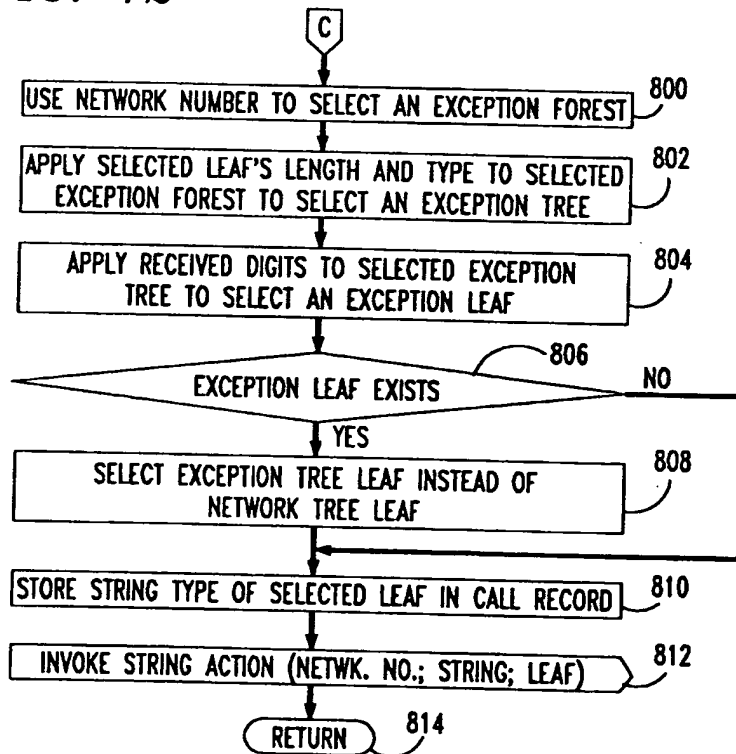 C
USE NETWORK NUMBER TO SELECT AN EXCEPTION FOREST
800
APPLY SELECTED LEAF'S LENGTH AND TYPE TO SELECTED
EXCEPTION FOREST TO SELECT AN EXCEPTION TREE
802
APPLY RECEIVED DIGITS TO SELECTED EXCEPTION
TREE TO SELECT AN EXCEPTION LEAF
804
806
EXCEPTION LEAF EXISTS
NO
YES
SELECT EXCEPTION TREE LEAF INSTEAD OF
NETWORK TREE LEAF
808
STORE STRING TYPE OF SELECTED LEAF IN CALL RECORD
810
INVOKE STRING ACTION (NETWK. NO.; STRING; LEAF)
812
RETURN
814